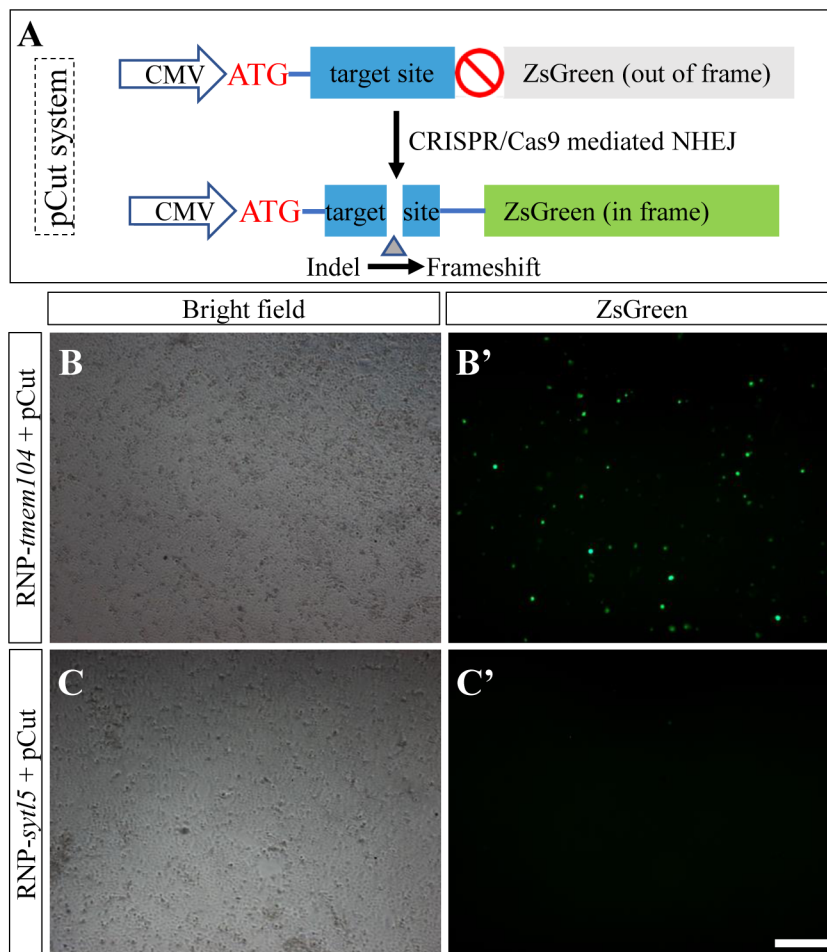 A
pCut system
CMV ATG target site ZsGreen (out of frame)
CRISPR/Cas9 mediated NHEJ
CMV ATG target site ZsGreen (in frame)
Indel Frameshift
Bright field ZsGreen
RNP-tmem104 + pCut
B B’
RNP-sytl5 + pCut
C C’